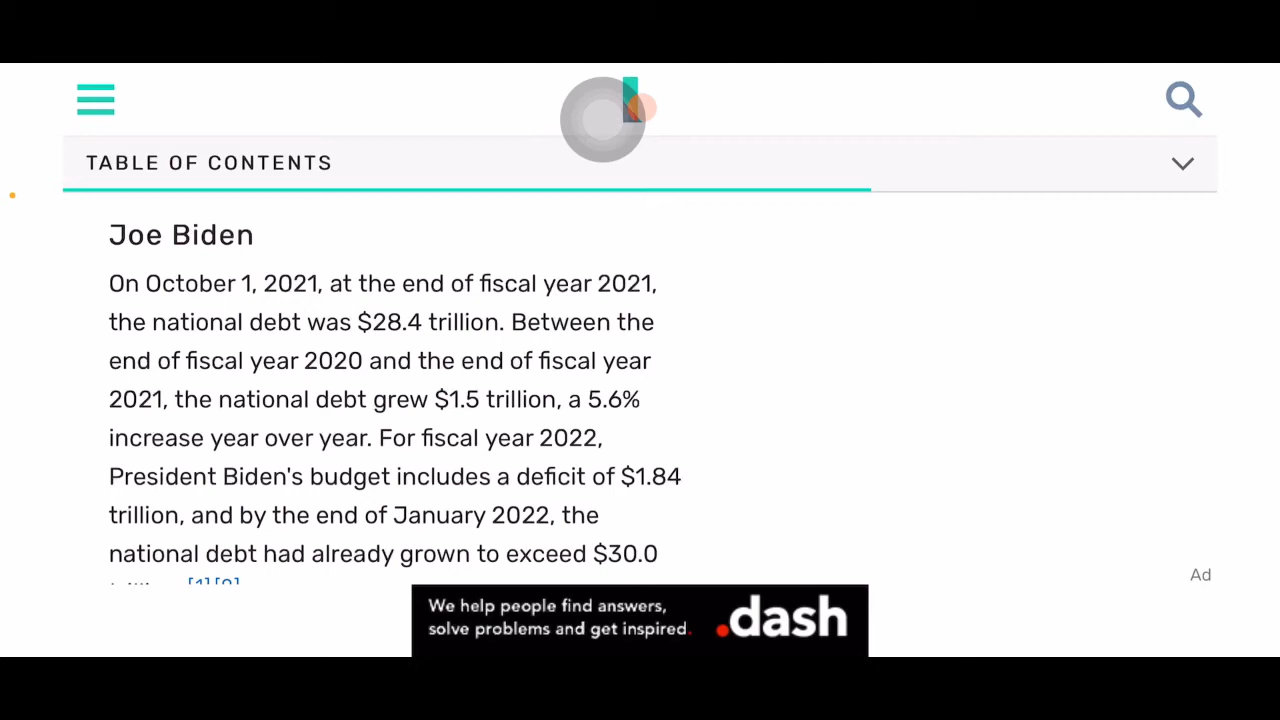 TABLE OF CONTENTS
Joe Biden
On October 1, 2021, at the end of fiscal year 2021,
the national debt was $28.4 trillion. Between the
end of fiscal year 2020 and the end of fiscal year
2021, the national debt grew $1.5 trillion, a 5.6%
increase year over year. For fiscal year 2022,
President Biden's budget includes a deficit of $1.84
trillion, and by the end of January 2022, the
national debt had already grown to exceed $30.0
Ad
We help people find answers,
solve problems and get inspired.
.dash